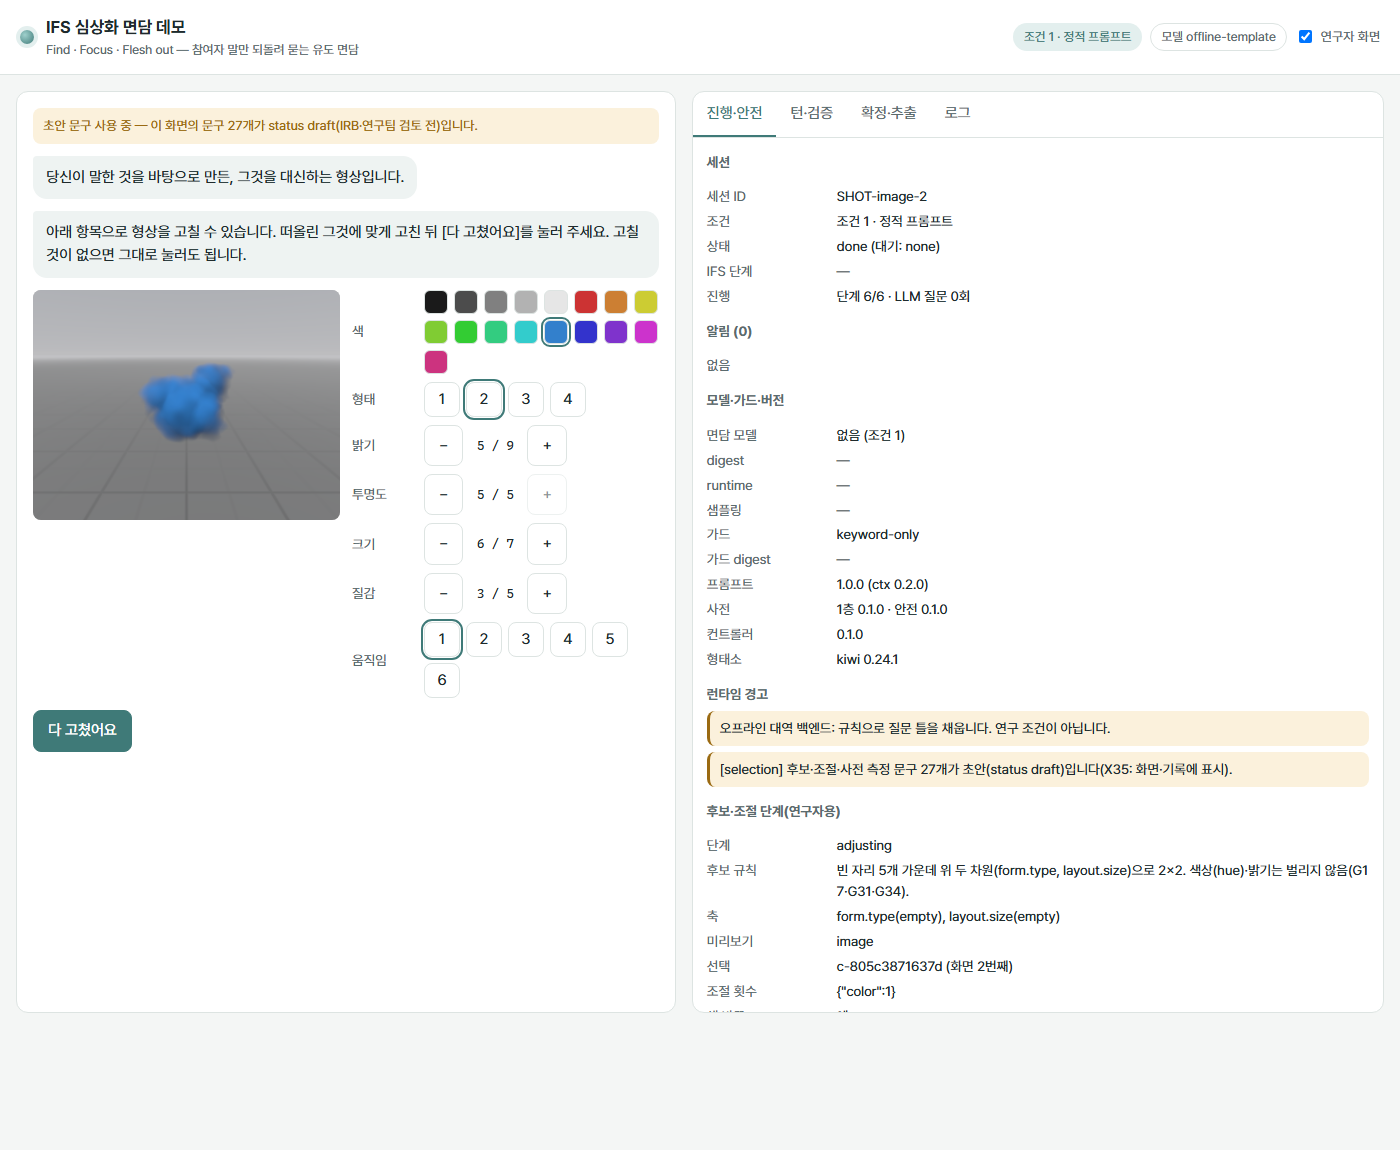 IFS 심상화 면담 데모
Find · Focus · Flesh out — 참여자 말만 되돌려 묻는 유도 면담
조건 1 · 정적 프롬프트
모델 offline-template
연구자 화면
초안 문구 사용 중 — 이 화면의 문구 27개가 status draft(IRB·연구팀 검토 전)입니다.
당신이 말한 것을 바탕으로 만든, 그것을 대신하는 형상입니다.
아래 항목으로 형상을 고칠 수 있습니다. 떠올린 그것에 맞게 고친 뒤 [다 고쳤어요]를 눌러 주세요. 고칠
것이 없으면 그대로 눌러도 됩니다.
색
형태
1 2 3 4
밝기
− 5 / 9 +
투명도
− 5 / 5 +
크기
− 6 / 7 +
질감
− 3 / 5 +
움직임
1 2 3 4 5
6
다 고쳤어요
진행·안전 턴·검증 확정·추출 로그
세션
세션 ID SHOT-image-2
조건 조건 1 · 정적 프롬프트
상태 done (대기: none)
IFS 단계 —
진행 단계 6/6 · LLM 질문 0회
알림 (0)
없음
모델·가드·버전
면담 모델 없음 (조건 1)
digest —
runtime —
샘플링 —
가드 keyword-only
가드 digest —
프롬프트 1.0.0 (ctx 0.2.0)
사전 1층 0.1.0 · 안전 0.1.0
컨트롤러 0.1.0
형태소 kiwi 0.24.1
런타임 경고
오프라인 대역 백엔드: 규칙으로 질문 틀을 채웁니다. 연구 조건이 아닙니다.
[selection] 후보·조절·사전 측정 문구 27개가 초안(status draft)입니다(X35: 화면·기록에 표시).
후보·조절 단계(연구자용)
단계 adjusting
후보 규칙 빈 자리 5개 가운데 위 두 차원(form.type, layout.size)으로 2×2. 색상(hue)·밝기는 벌리지 않음(G1
7·G31·G34).
축 form.type(empty), layout.size(empty)
미리보기 image
선택 c-805c3871637d (화면 2번째)
조절 횟수 {"color":1}